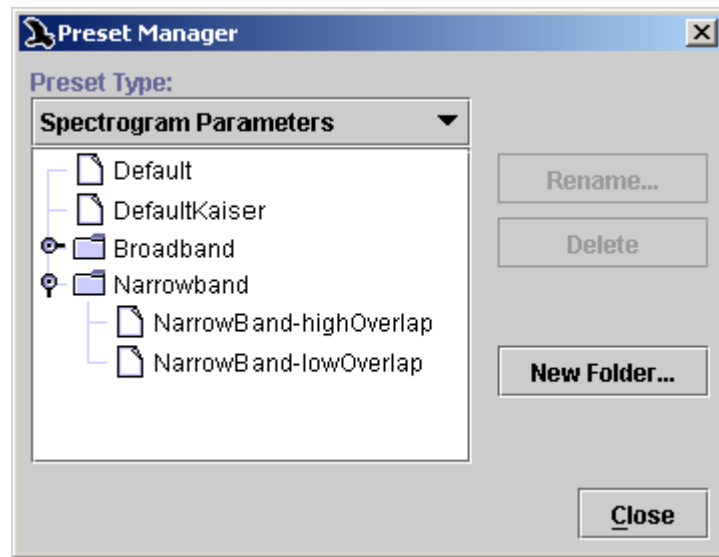 Preset Manager
Preset Type:
Spectrogram Parameters
Default
DefaultKaiser
Broadband
Narrowband
NarrowBand-highOverlap
NarrowBand-lowOverlap
Rename...
Delete
New Folder...
Close